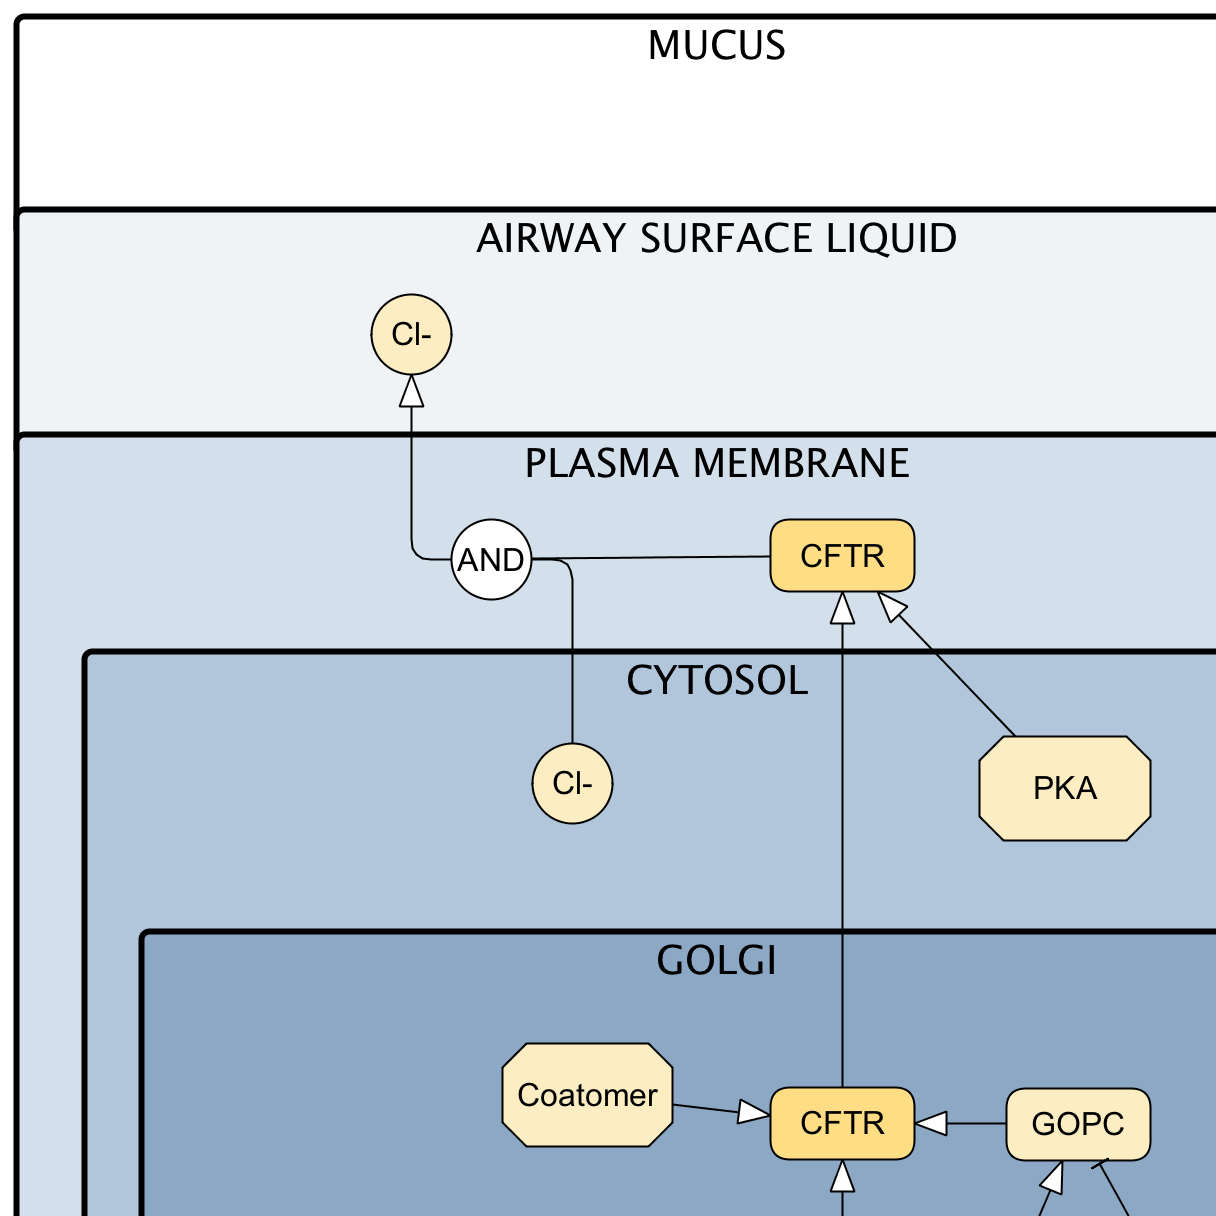 MUCUS
AIRWAY SURFACE LIQUID
Cl-
PLASMA MEMBRANE
AND
CFTR
CYTOSOL
Cl-
PKA
GOLGI
Coatomer
CFTR
GOPC